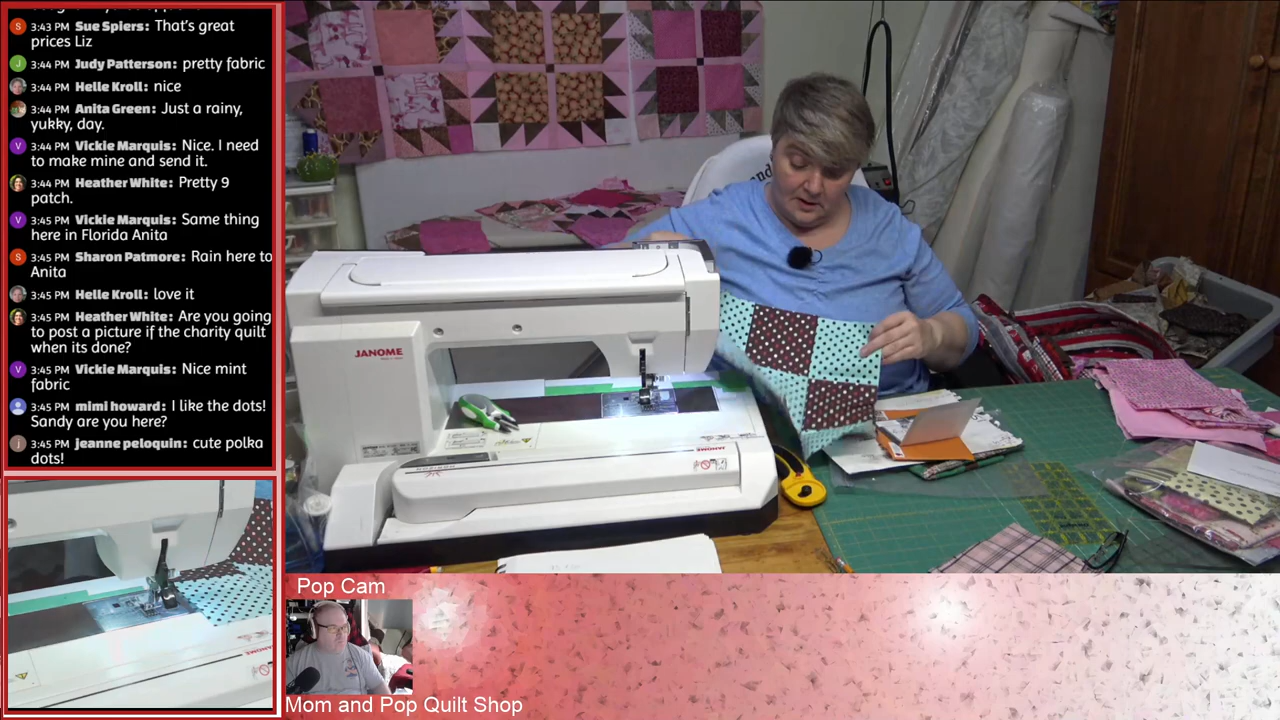 3:43 PM Sue Spiers: That's great
prices Liz
3:44 PM Judy Patterson: pretty fabric
3:44 PM Helle Kroll: nice
3:44 PM Anita Green: Just a rainy,
yukky, day.
3:44 PM Vickie Marquis: Nice. I need
to make mine and send it.
3:44 PM Heather White: Pretty 9
patch.
3:45 PM Vickie Marquis: Same thing
here in Florida Anita
3:45 PM Sharon Patmore: Rain here to
Anita
3:45 PM Helle Kroll: love it
3:45 PM Heather White: Are you going
to post a picture if the charity quilt
when its done?
3:45 PM Vickie Marquis: Nice mint
fabric
3:45 PM mimi howard: I like the dots!
Sandy are you here?
3:45 PM jeanne peloquin: cute polka
dots!
JANOME
Pop Cam
Mom and Pop Quilt Shop